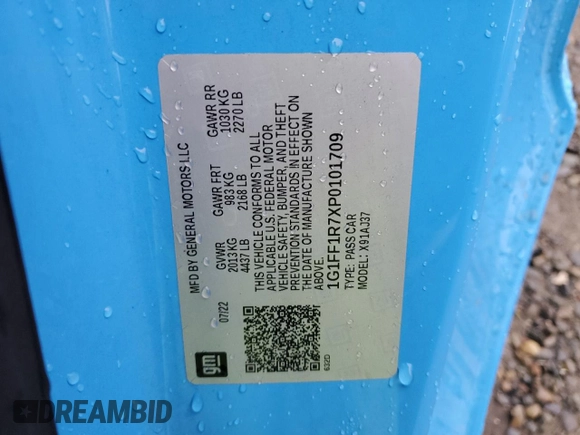 MFD BY GENERAL MOTORS LLC
07/22
GVWR
2013 KG
4437 LB
GAWR FRT
983 KG
2168 LB
GAWR RR
1030 KG
2270 LB
THIS VEHICLE CONFORMS TO ALL
APPLICABLE U.S. FEDERAL MOTOR
VEHICLE SAFETY, BUMPER, AND THEFT
PREVENTION STANDARDS IN EFFECT ON
THE DATE OF MANUFACTURE SHOWN
ABOVE.
1G1FF1R7XP0101709
TYPE: PASS CAR
MODEL: X91AJ37
gm
632D
DREAMBID